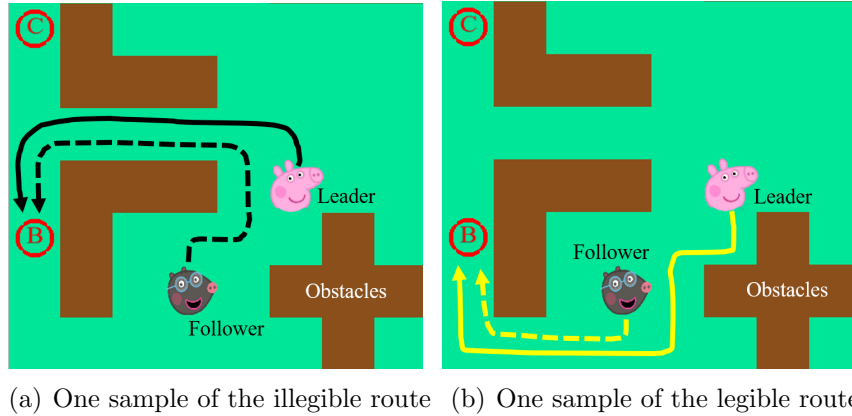 C
B
Leader
Follower
Obstacles
C
B
Leader
Follower
Obstacles
(a) One sample of the illegible route
(b) One sample of the legible route